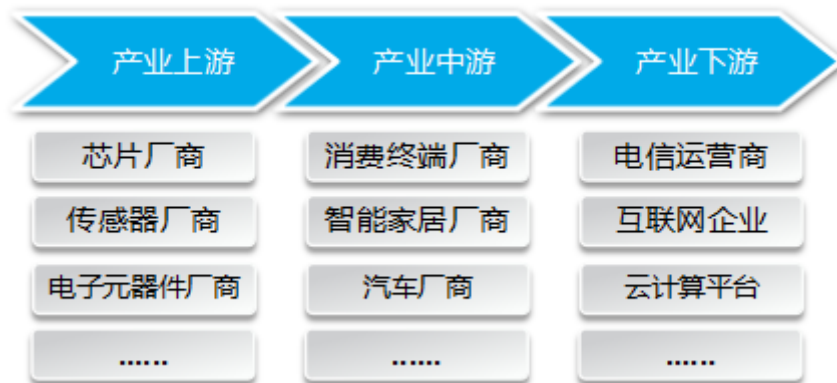 产业上游
产业中游
产业下游
芯片厂商
消费终端厂商
电信运营商
传感器厂商
智能家居厂商
互联网企业
电子元器件厂商
汽车厂商
云计算平台
......
......
......